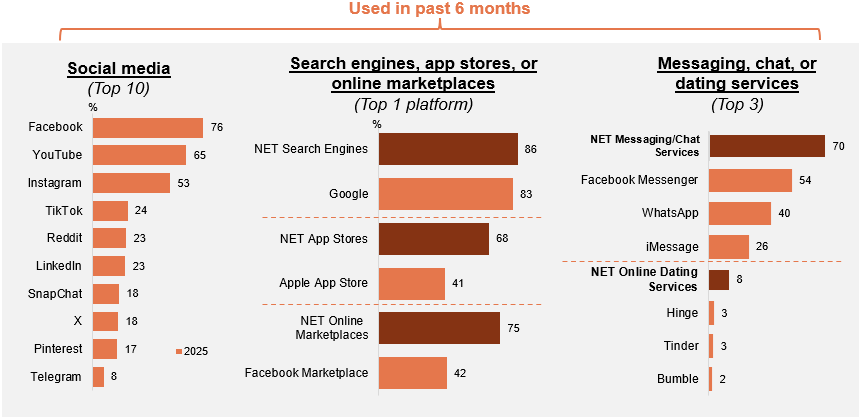 Used in past 6 months
Social media
(Top 10)
%
Facebook 76
YouTube 65
Instagram 53
TikTok 24
Reddit 23
LinkedIn 23
SnapChat 18
X 18
Pinterest 17
Telegram 8
2025
Search engines, app stores, or
online marketplaces
(Top 1 platform)
%
NET Search Engines 86
Google 83
NET App Stores 68
Apple App Store 41
NET Online
Marketplaces 75
Facebook Marketplace 42
Messaging, chat, or
dating services
(Top 3)
NET Messaging/Chat
Services 70
Facebook Messenger 54
WhatsApp 40
iMessage 26
NET Online Dating
Services 8
Hinge 3
Tinder 3
Bumble 2